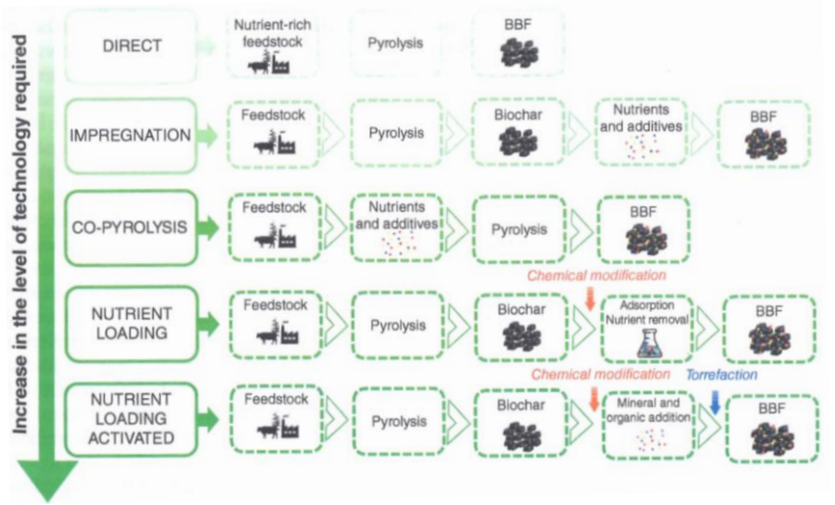 Increase in the level of technology required
DIRECT
Nutrient-rich
feedstock
Pyrolysis
BBF
IMPREGNATION
Feedstock
Pyrolysis
Biochar
Nutrients
and additives
BBF
CO-PYROLYSIS
Feedstock
Nutrients
and additives
Pyrolysis
BBF
Chemical modification
NUTRIENT
LOADING
Feedstock
Pyrolysis
Biochar
Adsorption
Nutrient removal
BBF
Chemical modification
Torrefaction
NUTRIENT
LOADING
ACTIVATED
Feedstock
Pyrolysis
Biochar
Mineral and
organic addition
BBF